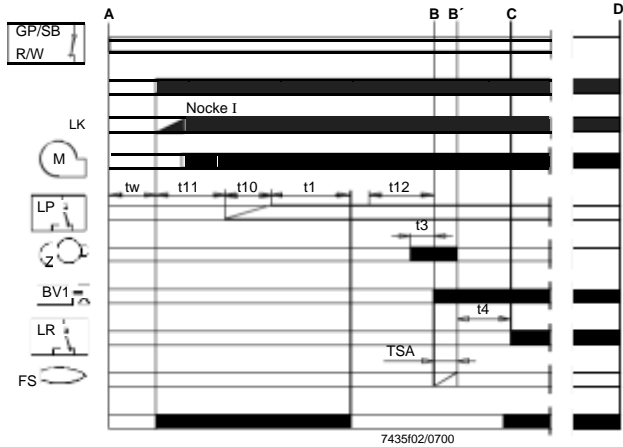 A B B´ C D
GP/SB
R/W
Nocke I
LK
M
tw t11 t10 t1 t12
LP
t3
Z
BV1
t4
LR
TSA
FS
7435f02/0700